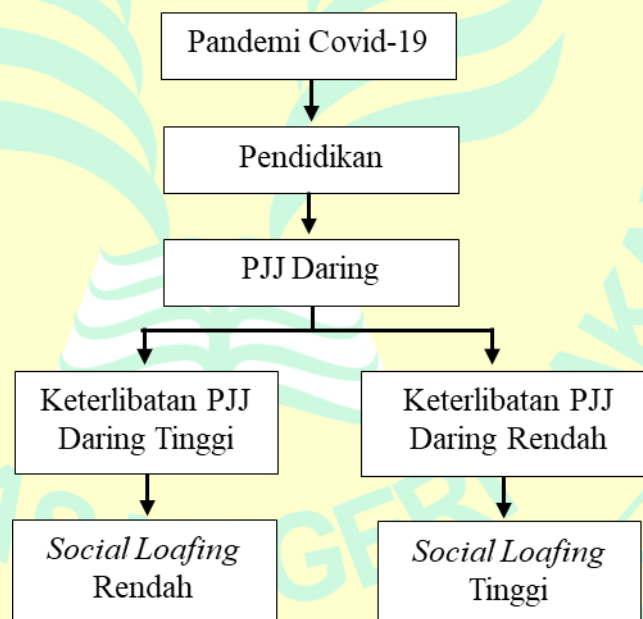 Pandemi Covid-19
Pendidikan
PJJ Daring
Keterlibatan PJJ
Daring Tinggi
Keterlibatan PJJ
Daring Rendah
Social Loafing
Rendah
Social Loafing
Tinggi